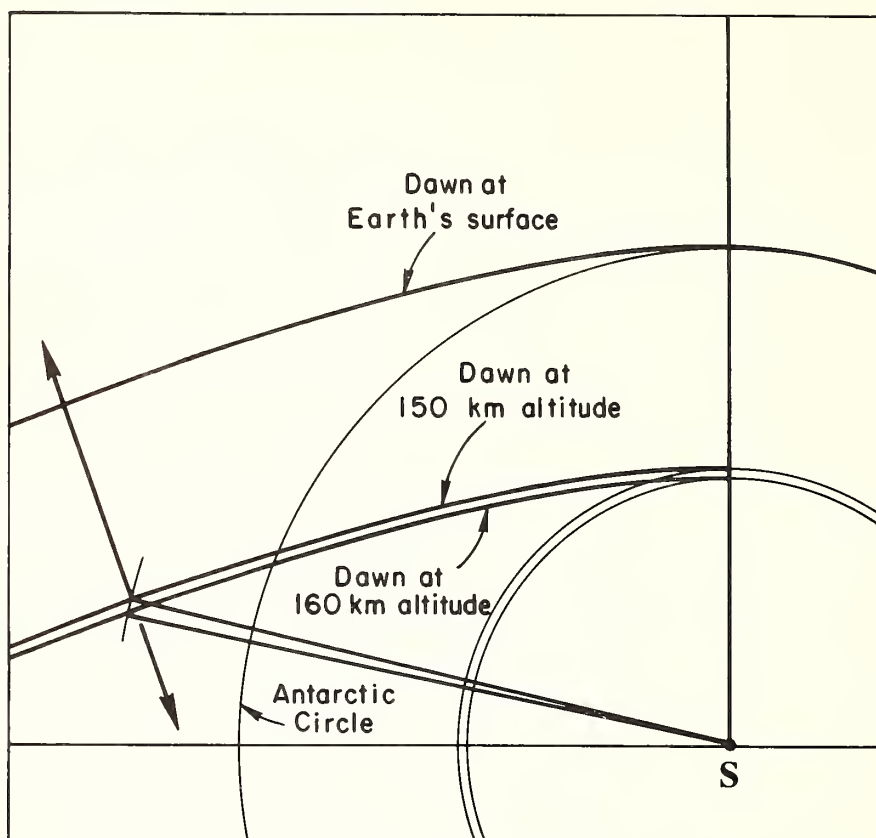 Dawn at
Earth's surface
Dawn at
150 km altitude
Dawn at
160 km altitude
Antarctic
Circle
S